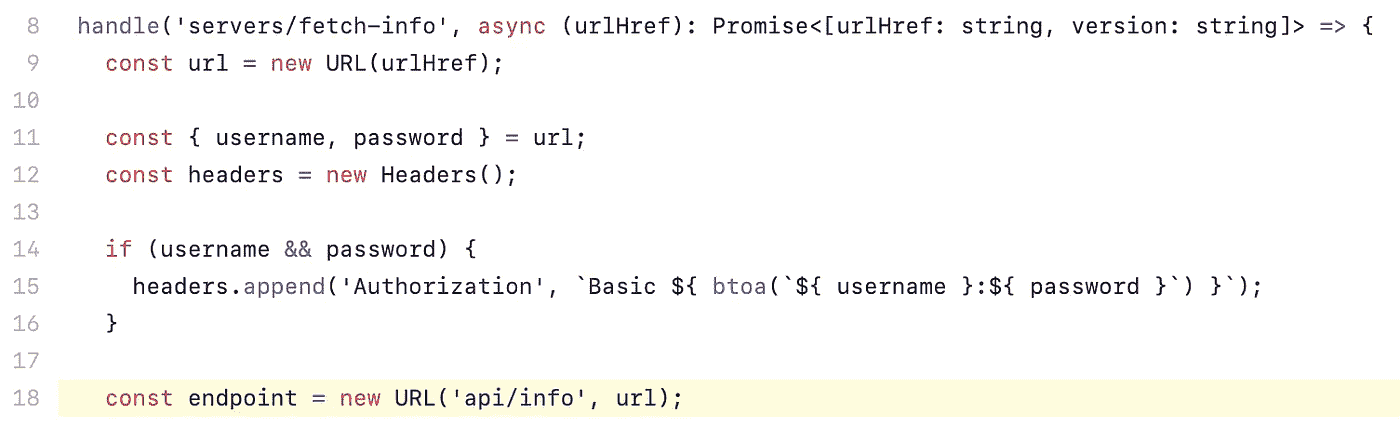 8 handle('servers/fetch-info', async (urlHref): Promise<[urlHref: string, version: string]> => {
9 const url = new URL(urlHref);
10
11 const { username, password } = url;
12 const headers = new Headers();
13
14 if (username && password) {
15 headers.append('Authorization', `Basic ${ btoa(`${ username }:${ password }`) }`);
16 }
17
18 const endpoint = new URL('api/info', url);